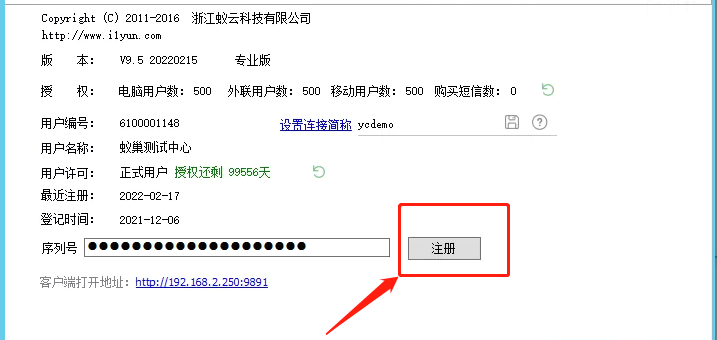 Copyright (C) 2011-2016 浙江蚁云科技有限公司
http://www.i1yun.com
版 本： V9.5 20220215 专业版
授 权： 电脑用户数：500 外联用户数：500 移动用户数：500 购买短信数：0
用户编号： 6100001148 设置连接简称 ycdemo
用户名称： 蚁巢测试中心
用户许可： 正式用户 授权还剩 99556天
最近注册： 2022-02-17
登记时间： 2021-12-06
序列号 ●●●●●●●●●●●●●●●●●●●● 注册
客户端打开地址：http://192.168.2.250:9891